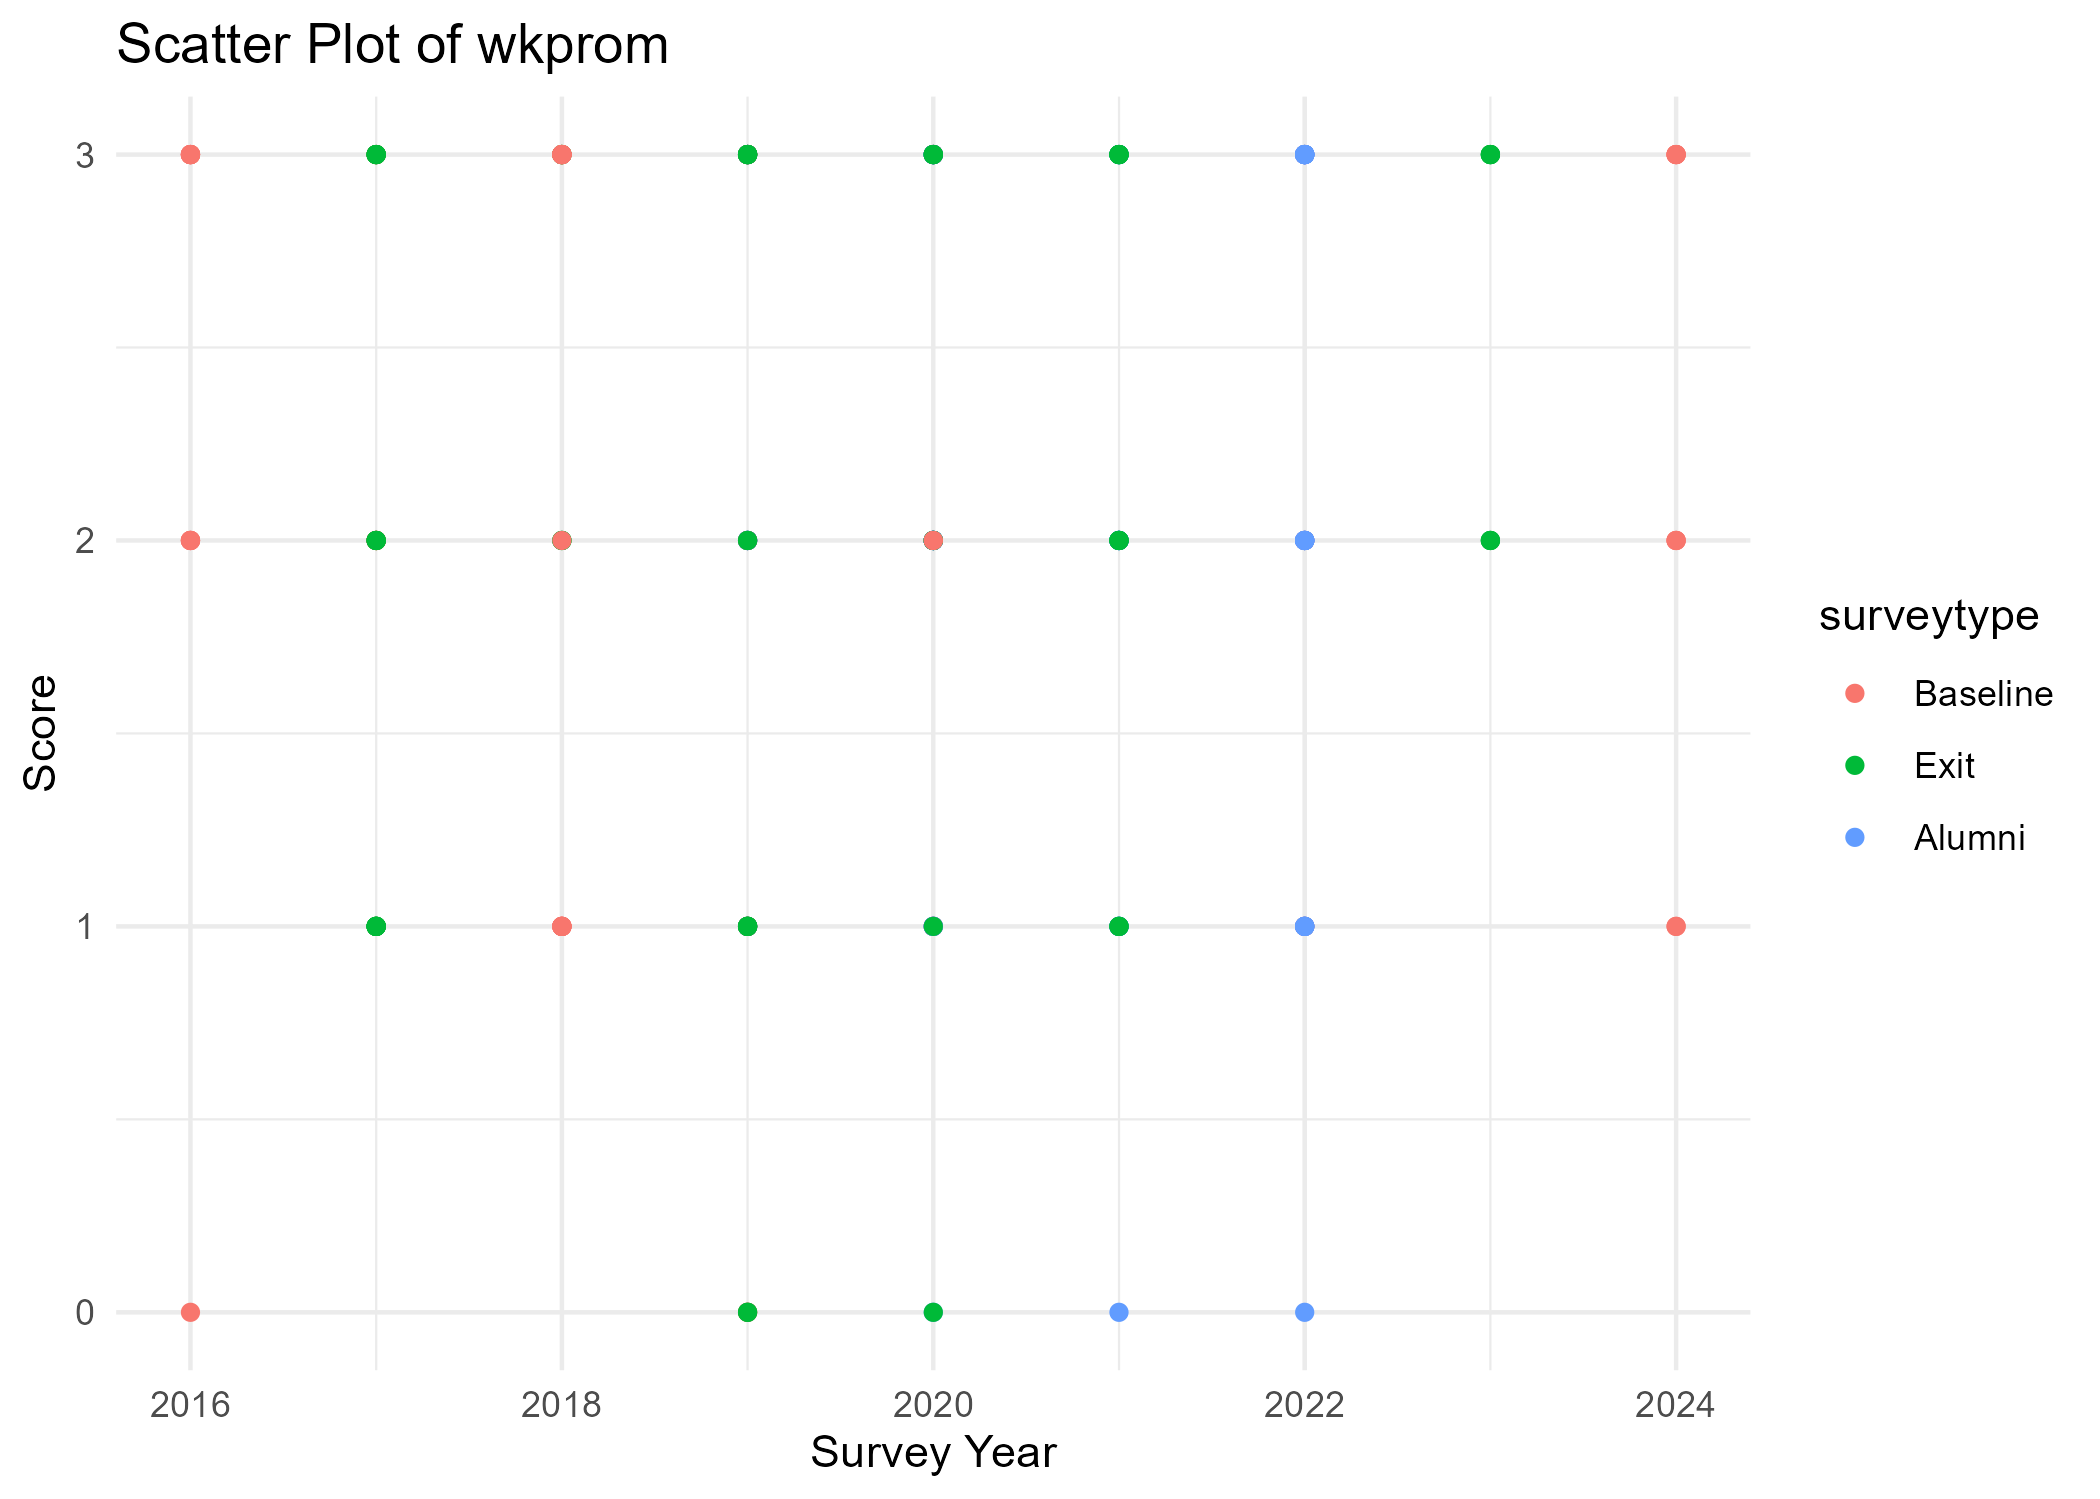 Scatter Plot of wkprom
3
2
1
0
Score
2016 2018 2020 2022 2024
Survey Year
surveytype
Baseline
Exit
Alumni